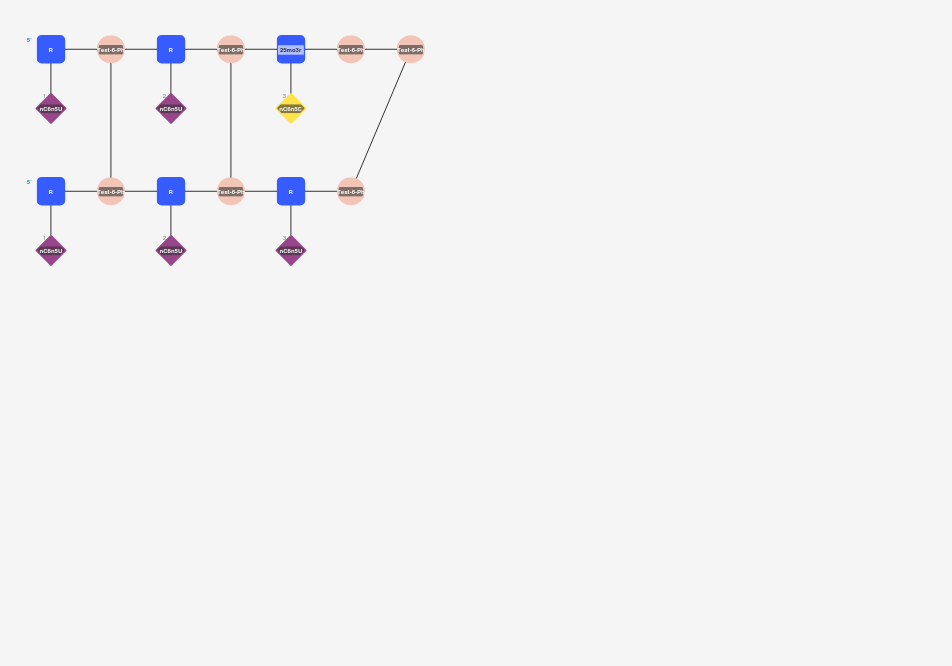 5' R Test-6-Ph R Test-6-Ph 25mo3r Test-6-Ph Test-6-Ph
1 2 3
nC6n5U nC6n5U nC6n5C
5' R Test-6-Ph R Test-6-Ph R Test-6-Ph
1 2 3
nC6n5U nC6n5U nC6n5U